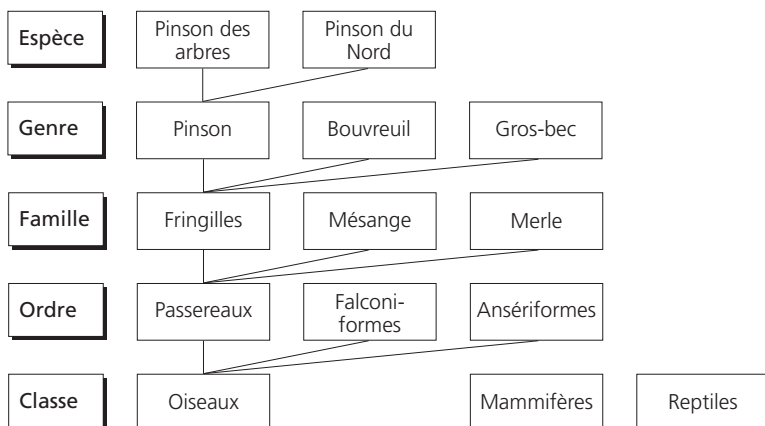 Espèce
Pinson des
arbres
Pinson du
Nord
Genre
Pinson
Bouvreuil
Gros-bec
Famille
Fringilles
Mésange
Merle
Ordre
Passereaux
Falconi-
formes
Ansériformes
Classe
Oiseaux
Mammifères
Reptiles